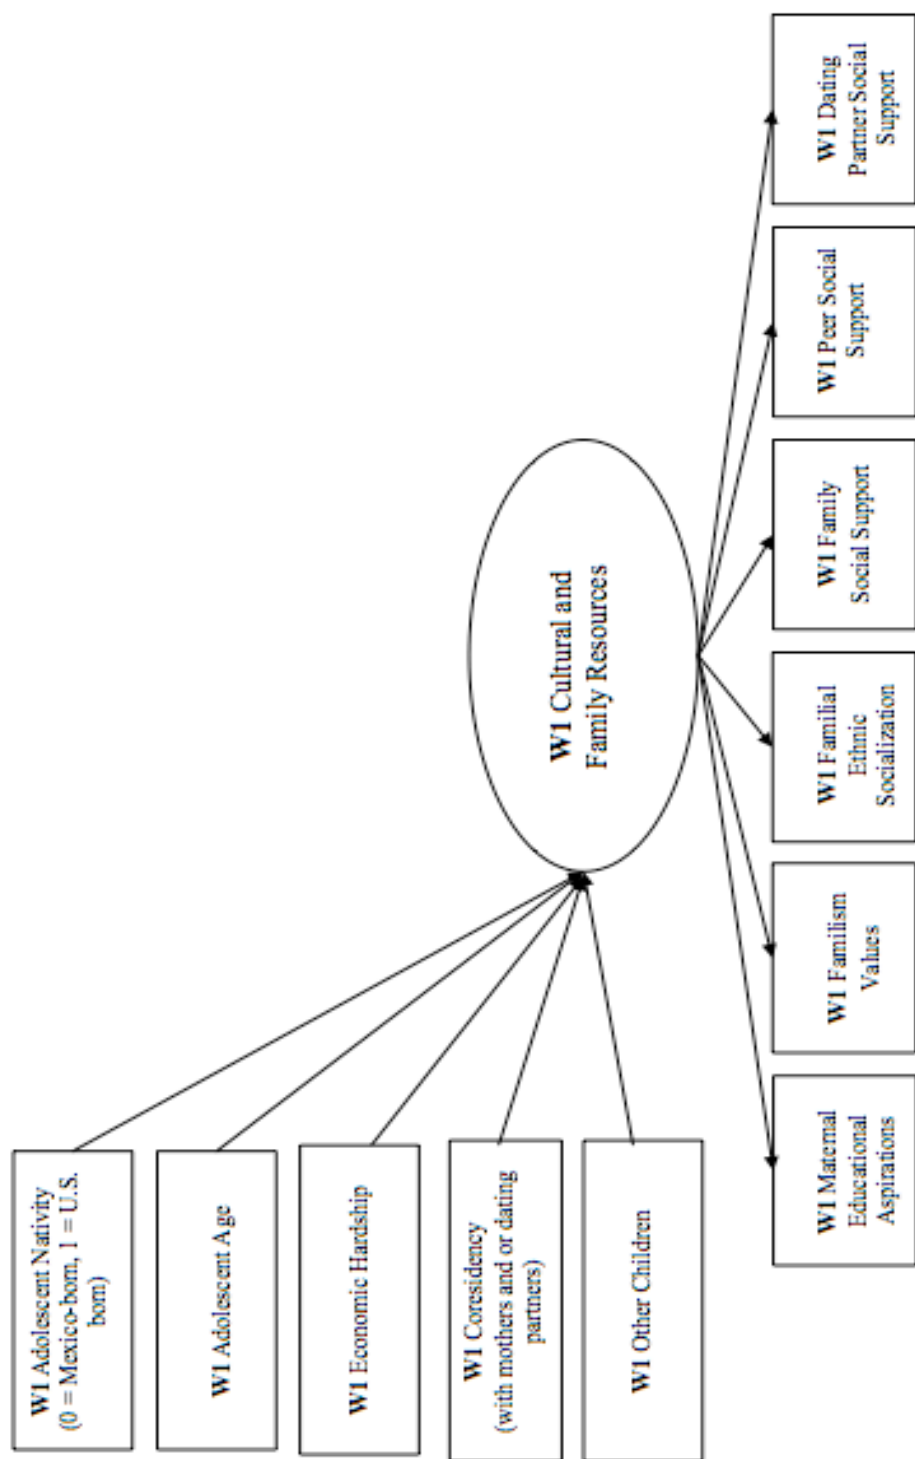 W1 Adolescent Nativity
(0 = Mexico-born, 1 = U.S.
born)
W1 Adolescent Age
W1 Economic Hardship
W1 Coresidency
(with mothers and or dating
partners)
W1 Other Children
W1 Cultural and
Family Resources
W1 Maternal
Educational
Aspirations
W1 Familism
Values
W1 Familial
Ethnic
Socialization
W1 Family
Social Support
W1 Peer Social
Support
W1 Dating
Partner Social
Support